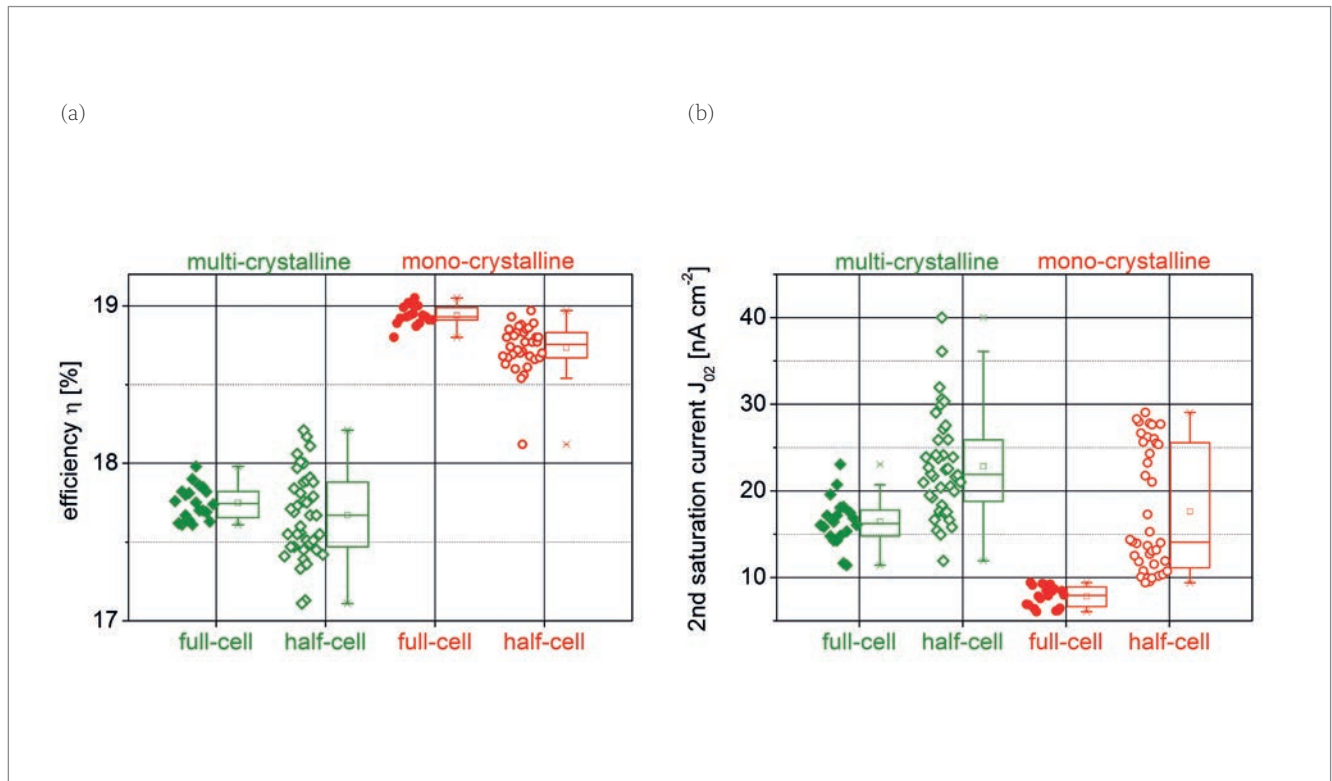 (a)
multi-crystalline mono-crystalline
efficiency η [%]
19
18
17
full-cell half-cell full-cell half-cell
(b)
multi-crystalline mono-crystalline
2nd saturation current J₀₂ [nA cm⁻²]
40
30
20
10
full-cell half-cell full-cell half-cell